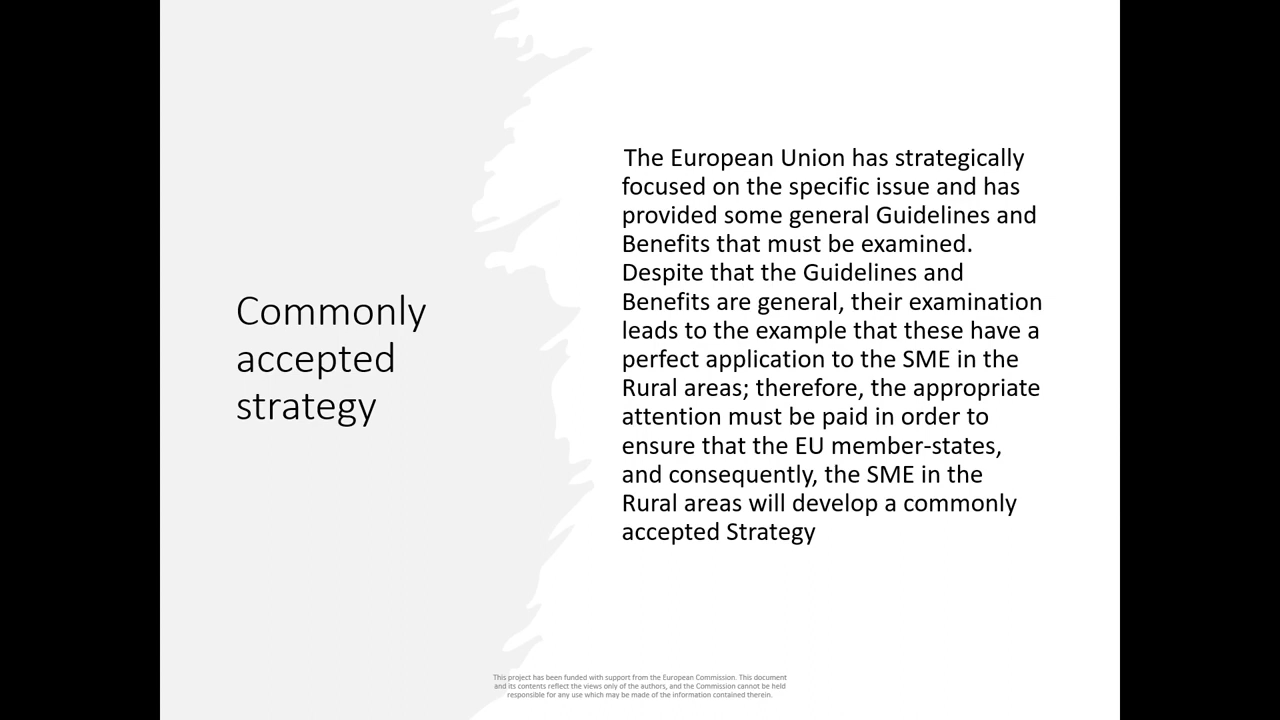 Commonly
accepted
strategy
The European Union has strategically
focused on the specific issue and has
provided some general Guidelines and
Benefits that must be examined.
Despite that the Guidelines and
Benefits are general, their examination
leads to the example that these have a
perfect application to the SME in the
Rural areas; therefore, the appropriate
attention must be paid in order to
ensure that the EU member-states,
and consequently, the SME in the
Rural areas will develop a commonly
accepted Strategy
This project has been funded with support from the European Commission. This document
and its contents reflect the views only of the authors, and the Commission cannot be held
responsible for any use which may be made of the information contained therein.